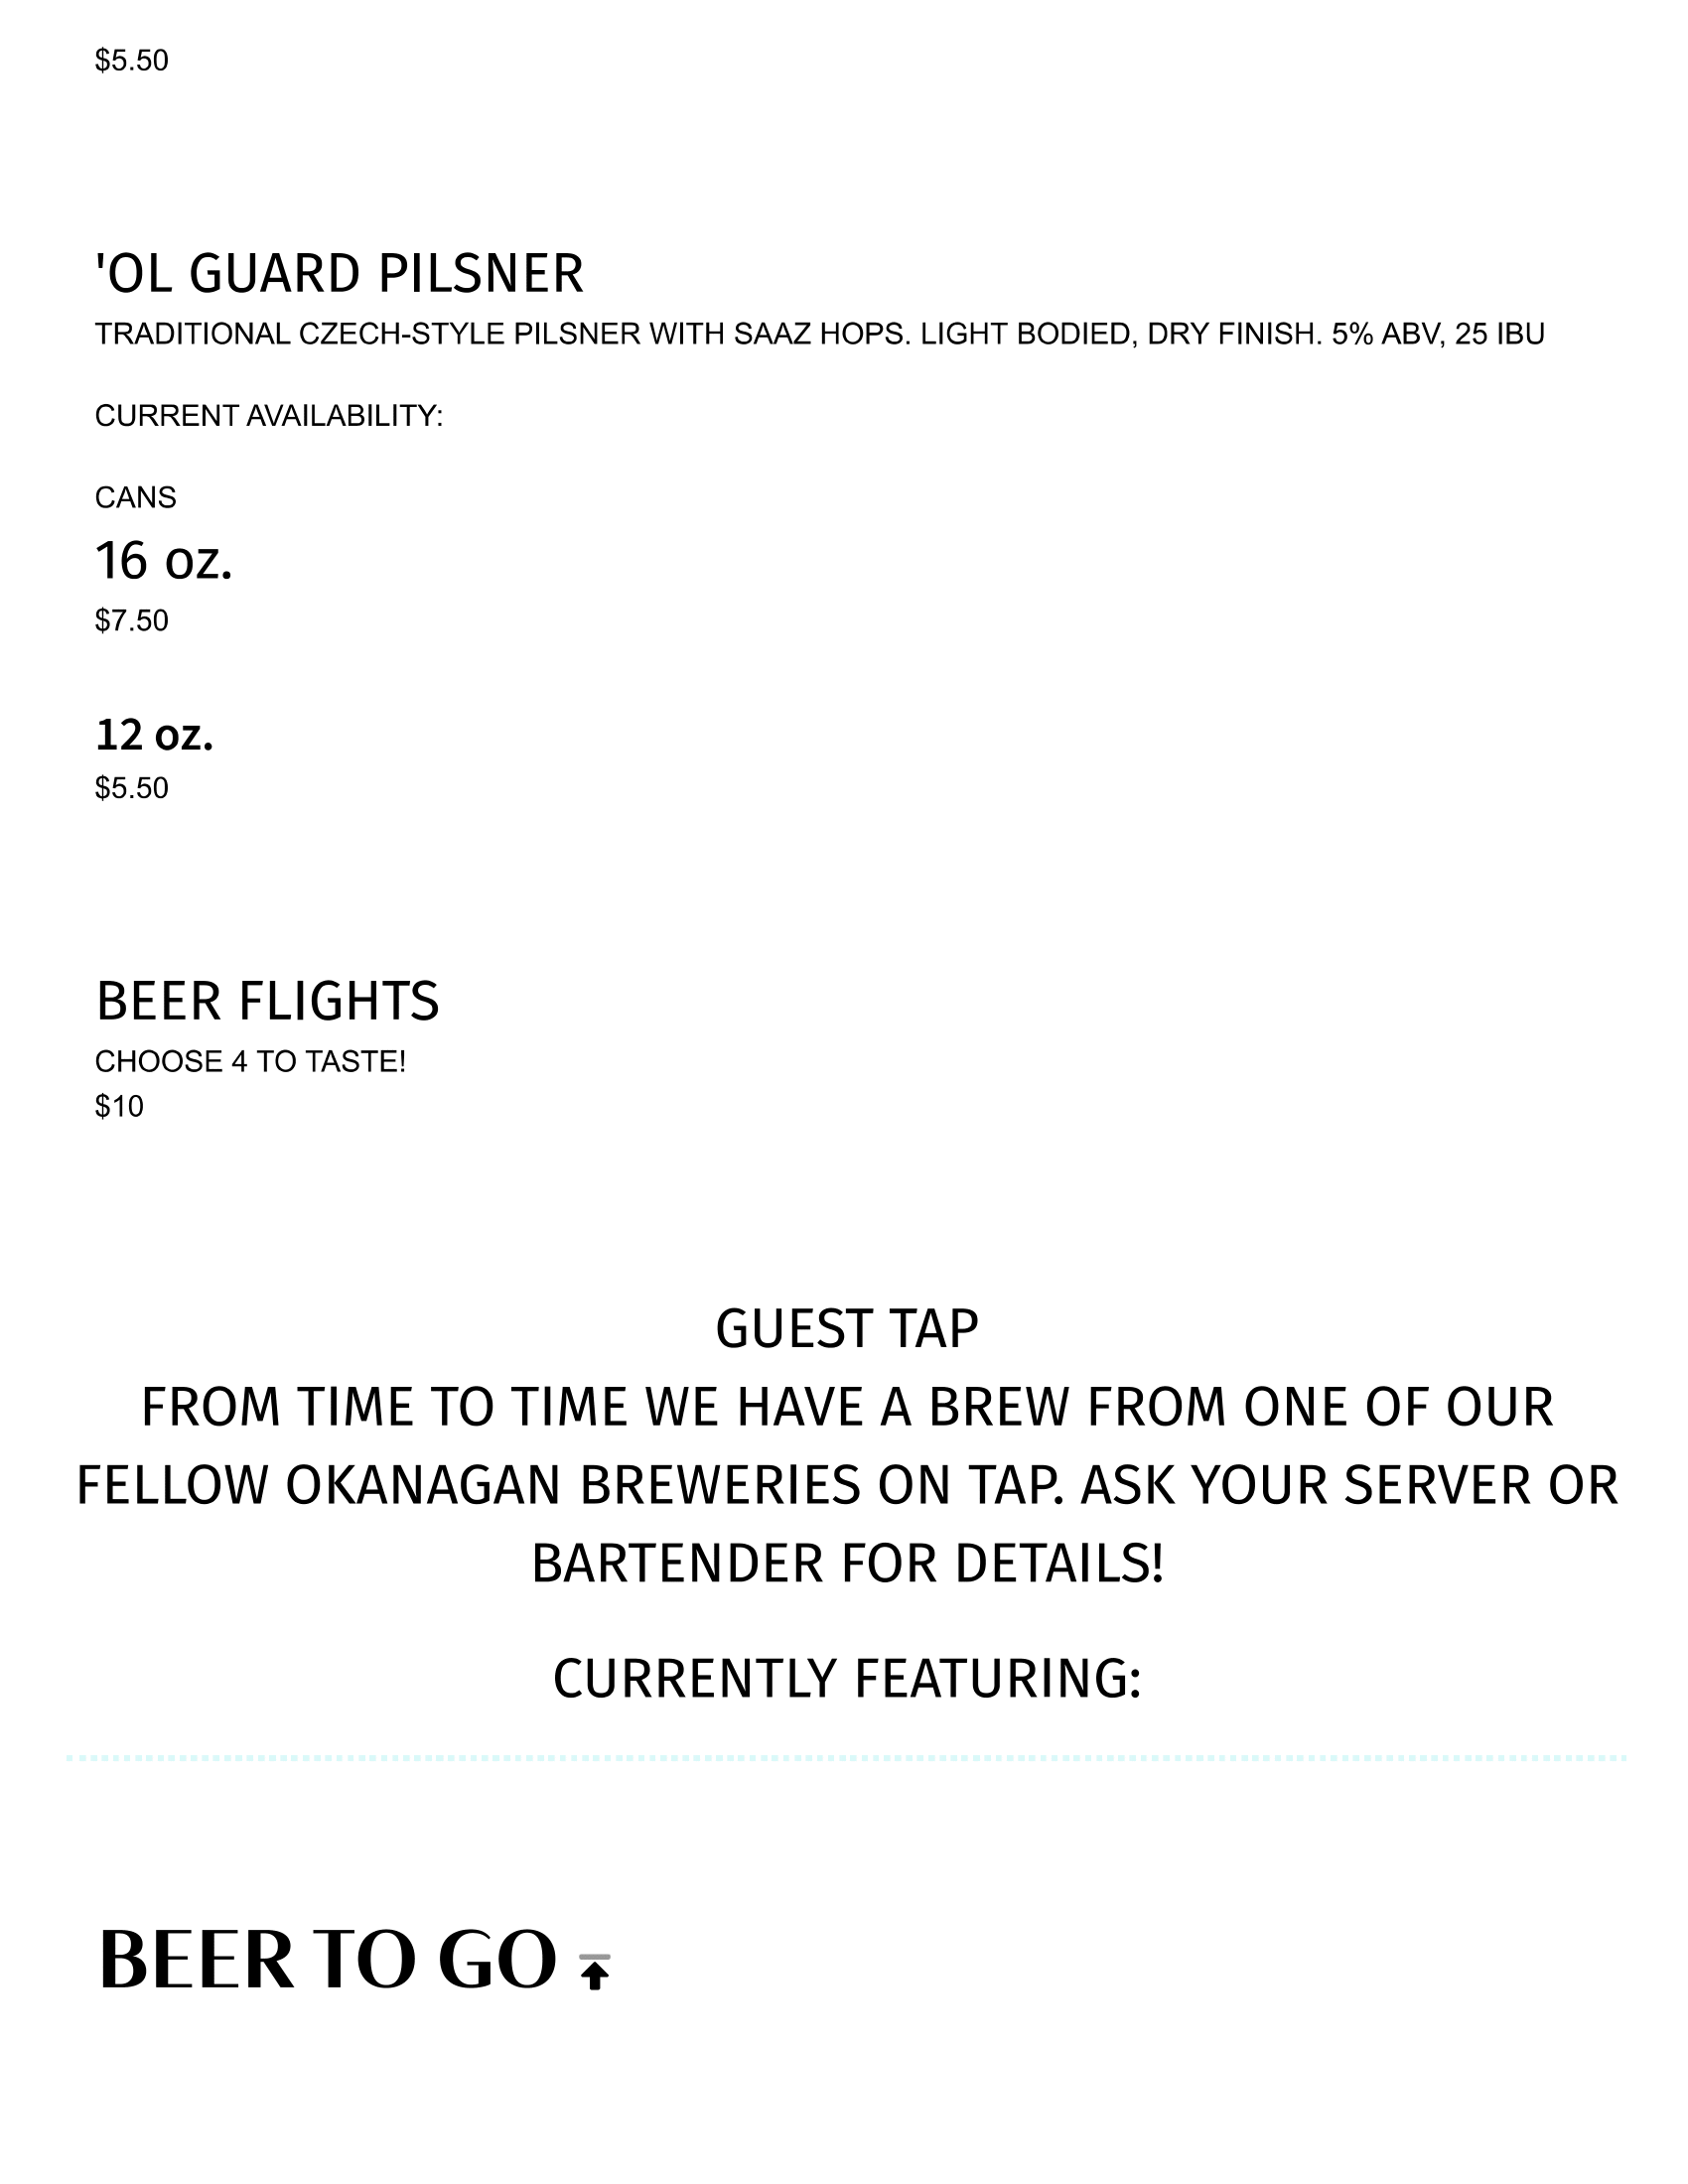 $5.50
'OL GUARD PILSNER
TRADITIONAL CZECH-STYLE PILSNER WITH SAAZ HOPS. LIGHT BODIED, DRY FINISH. 5% ABV, 25 IBU
CURRENT AVAILABILITY:
CANS
16 oz.
$7.50
12 oz.
$5.50
BEER FLIGHTS
CHOOSE 4 TO TASTE!
$10
GUEST TAP
FROM TIME TO TIME WE HAVE A BREW FROM ONE OF OUR
FELLOW OKANAGAN BREWERIES ON TAP. ASK YOUR SERVER OR
BARTENDER FOR DETAILS!
CURRENTLY FEATURING:
BEER TO GO